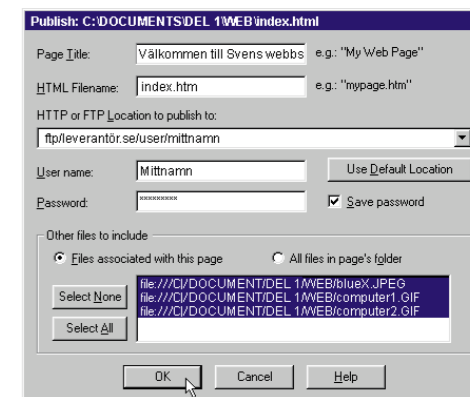 Publish: C:\DOCUMENTS\DEL 1\WEB\index.html
Page Title: Välkommen till Svens webbs e.g.: "My Web Page"
HTML Filename: index.htm e.g.: "mypage.htm"
HTTP or FTP Location to publish to:
ftp/leverantör.se/user/mittnamn
User name: Mittnamn Use Default Location
Password: ********* Save password
Other files to include
Files associated with this page All files in page's folder
Select None
Select All
file:///C|/DOCUMENT/DEL 1/WEB/blueX.JPEG
file:///C|/DOCUMENT/DEL 1/WEB/computer1.GIF
file:///C|/DOCUMENT/DEL 1/WEB/computer2.GIF
OK Cancel Help